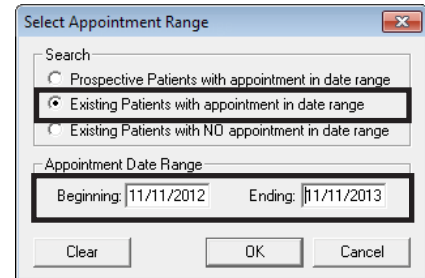 Select Appointment Range
Search
Prospective Patients with appointment in date range
Existing Patients with appointment in date range
Existing Patients with NO appointment in date range
Appointment Date Range
Beginning: 11/11/2012 Ending: 11/11/2013
Clear OK Cancel